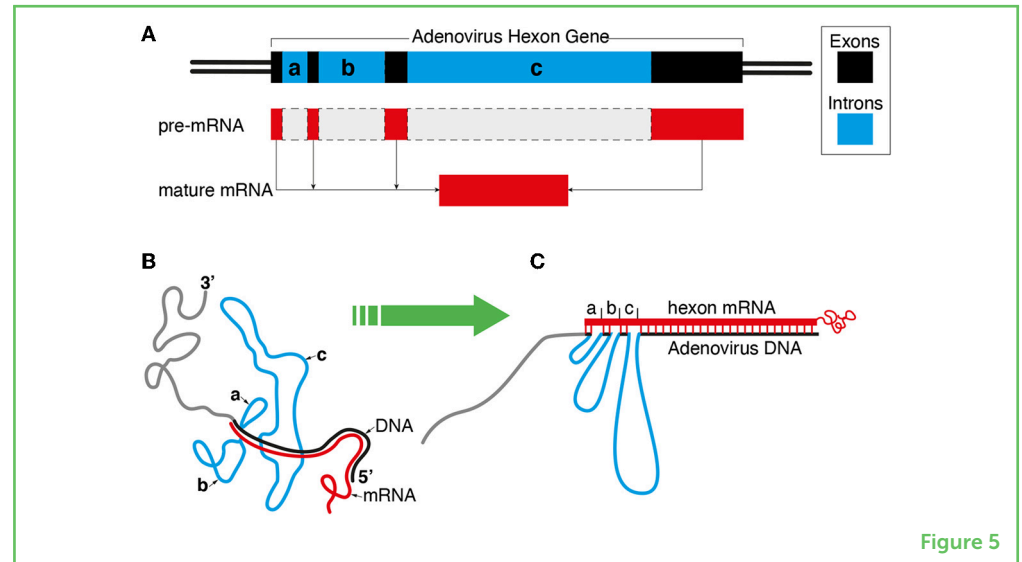 A
Adenovirus Hexon Gene
a b c
Exons
Introns
pre-mRNA
mature mRNA
B
3’
c
a
b
DNA
5’
mRNA
C
a b c hexon mRNA
Adenovirus DNA
Figure 5